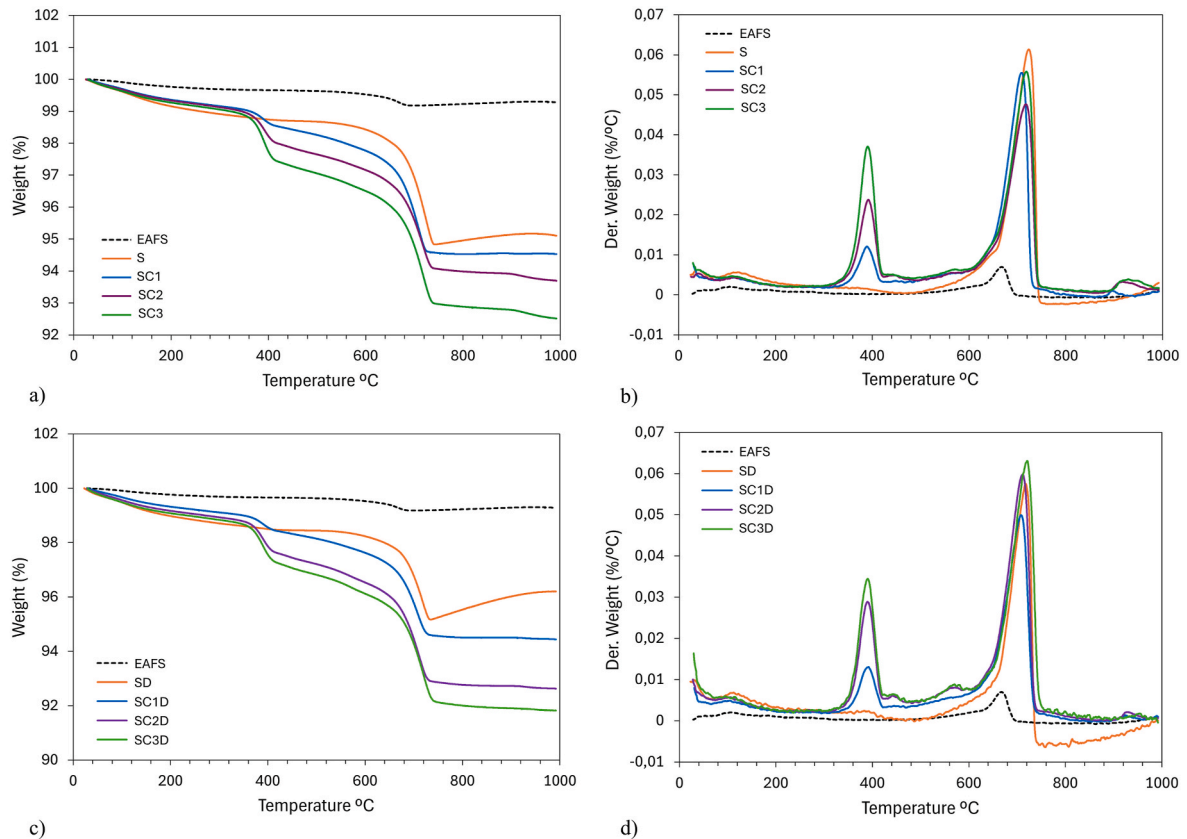 102
101
100
99
98
97
96
95
94
93
92
Weight (%)
EAFS
S
SC1
SC2
SC3
0 200 400 600 800 1000
Temperature ºC
a)
0,07
0,06
0,05
0,04
0,03
0,02
0,01
0
-0,01
Der. Weight (%/ºC)
EAFS
S
SC1
SC2
SC3
0 200 400 600 800 1000
Temperature ºC
b)
102
100
98
96
94
92
90
Weight (%)
EAFS
SD
SC1D
SC2D
SC3D
0 200 400 600 800 1000
Temperature ºC
c)
0,07
0,06
0,05
0,04
0,03
0,02
0,01
0
-0,01
Der. Weight (%/ºC)
EAFS
SD
SC1D
SC2D
SC3D
0 200 400 600 800 1000
Temperature ºC
d)